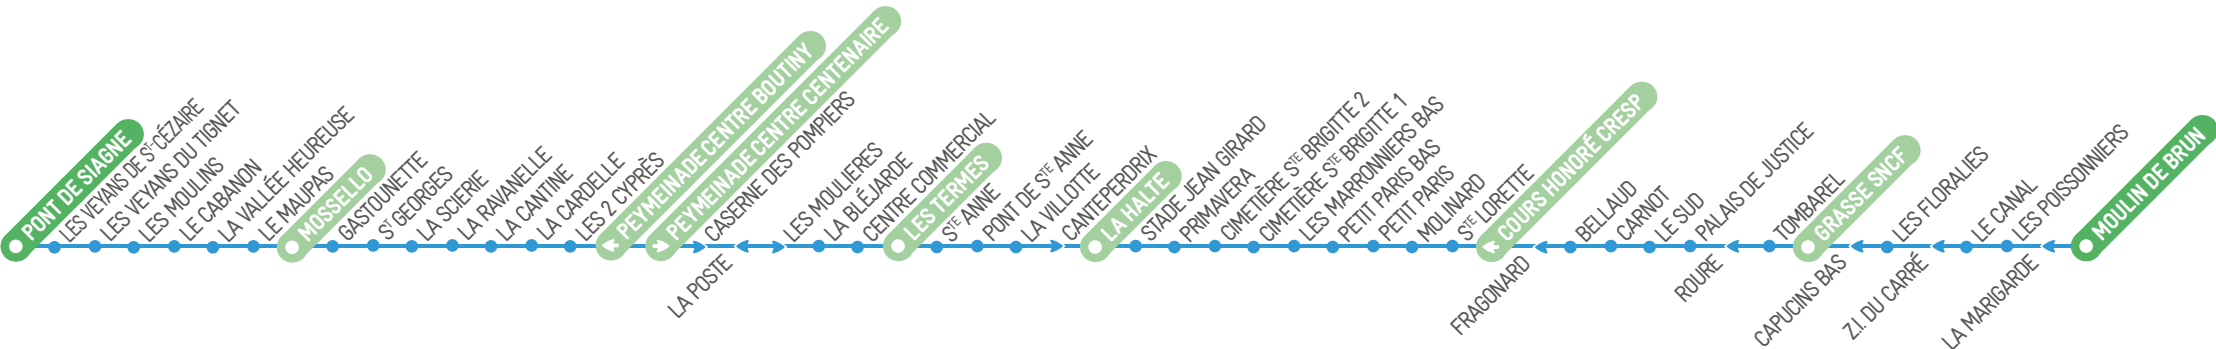 PONT DE SIAGNE
LES VEYANS DE ST-CÉZAIRE
LES VEYANS DU TIGNET
LES MOULINS
LE CABANON
LA VALLÉE HEUREUSE
LE MAUPAS
MOSSELLO
GASTOUNETTE
ST GEORGES
LA SCIERIE
LA RAVANELLE
LA CANTINE
LA CARDELLE
LES 2 CYPRÈS
PEYMEINADE CENTRE BOUTINY
PEYMEINADE CENTRE CENTENAIRE
CASERNE DES POMPIERS
LA POSTE
LES MOULIERES
LA BLÉJARDE
CENTRE COMMERCIAL
LES TERMES
STE ANNE
PONT DE STE ANNE
LA VILLOTTE
CANTEPERDRIX
LA HALTE
STADE JEAN GIRARD
PRIMAVERA
CIMETIÈRE STE BRIGITTE 2
CIMETIÈRE STE BRIGITTE 1
LES MARRONNIERS BAS
PETIT PARIS BAS
PETIT PARIS
MOLINARD
STE LORETTE
COURS HONORÉ CRESP
FRAGONARD
BELLAUD
CARNOT
LE SUD
PALAIS DE JUSTICE
ROURE
TOMBAREL
GRASSE SNCF
CAPUCINS BAS
LES FLORALIES
Z.I. DU CARRÉ
LE CANAL
LES POISSONNIERS
LA MARIGARDE
MOULIN DE BRUN